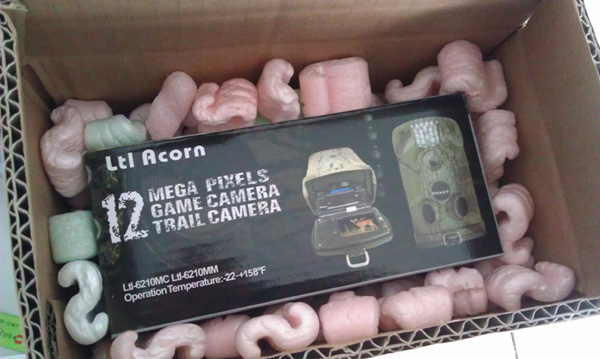 Ltl Acorn
12 MEGA PIXELS
GAME CAMERA
TRAIL CAMERA
Ltl-6210MC Ltl-6210MM
Operation Temperature:-22-+158°F